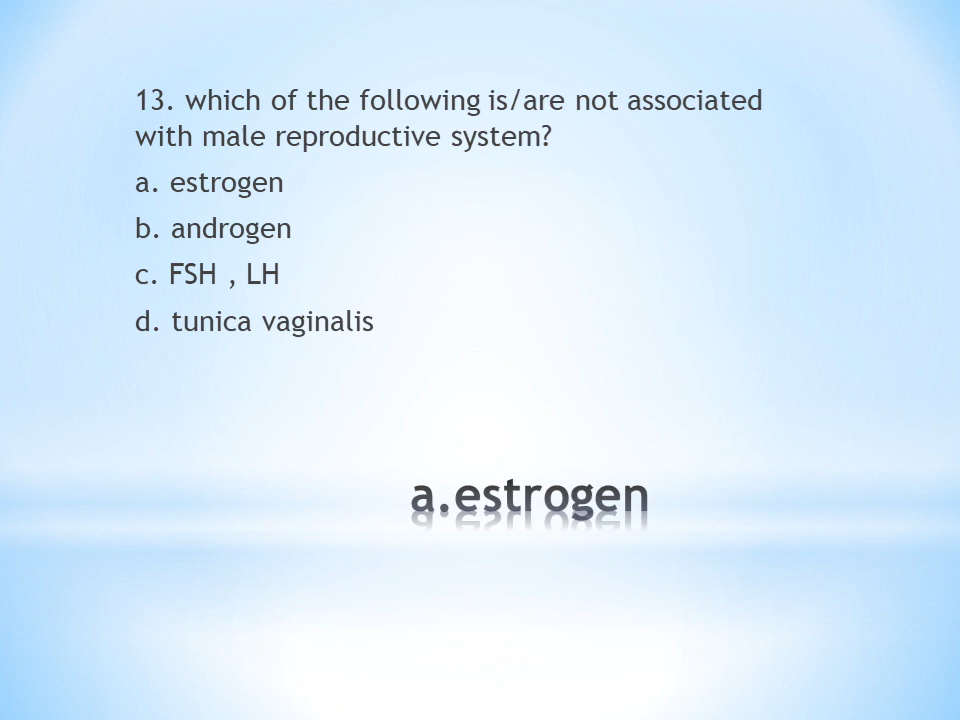 13. which of the following is/are not associated
with male reproductive system?
a. estrogen
b. androgen
c. FSH , LH
d. tunica vaginalis
a.estrogen